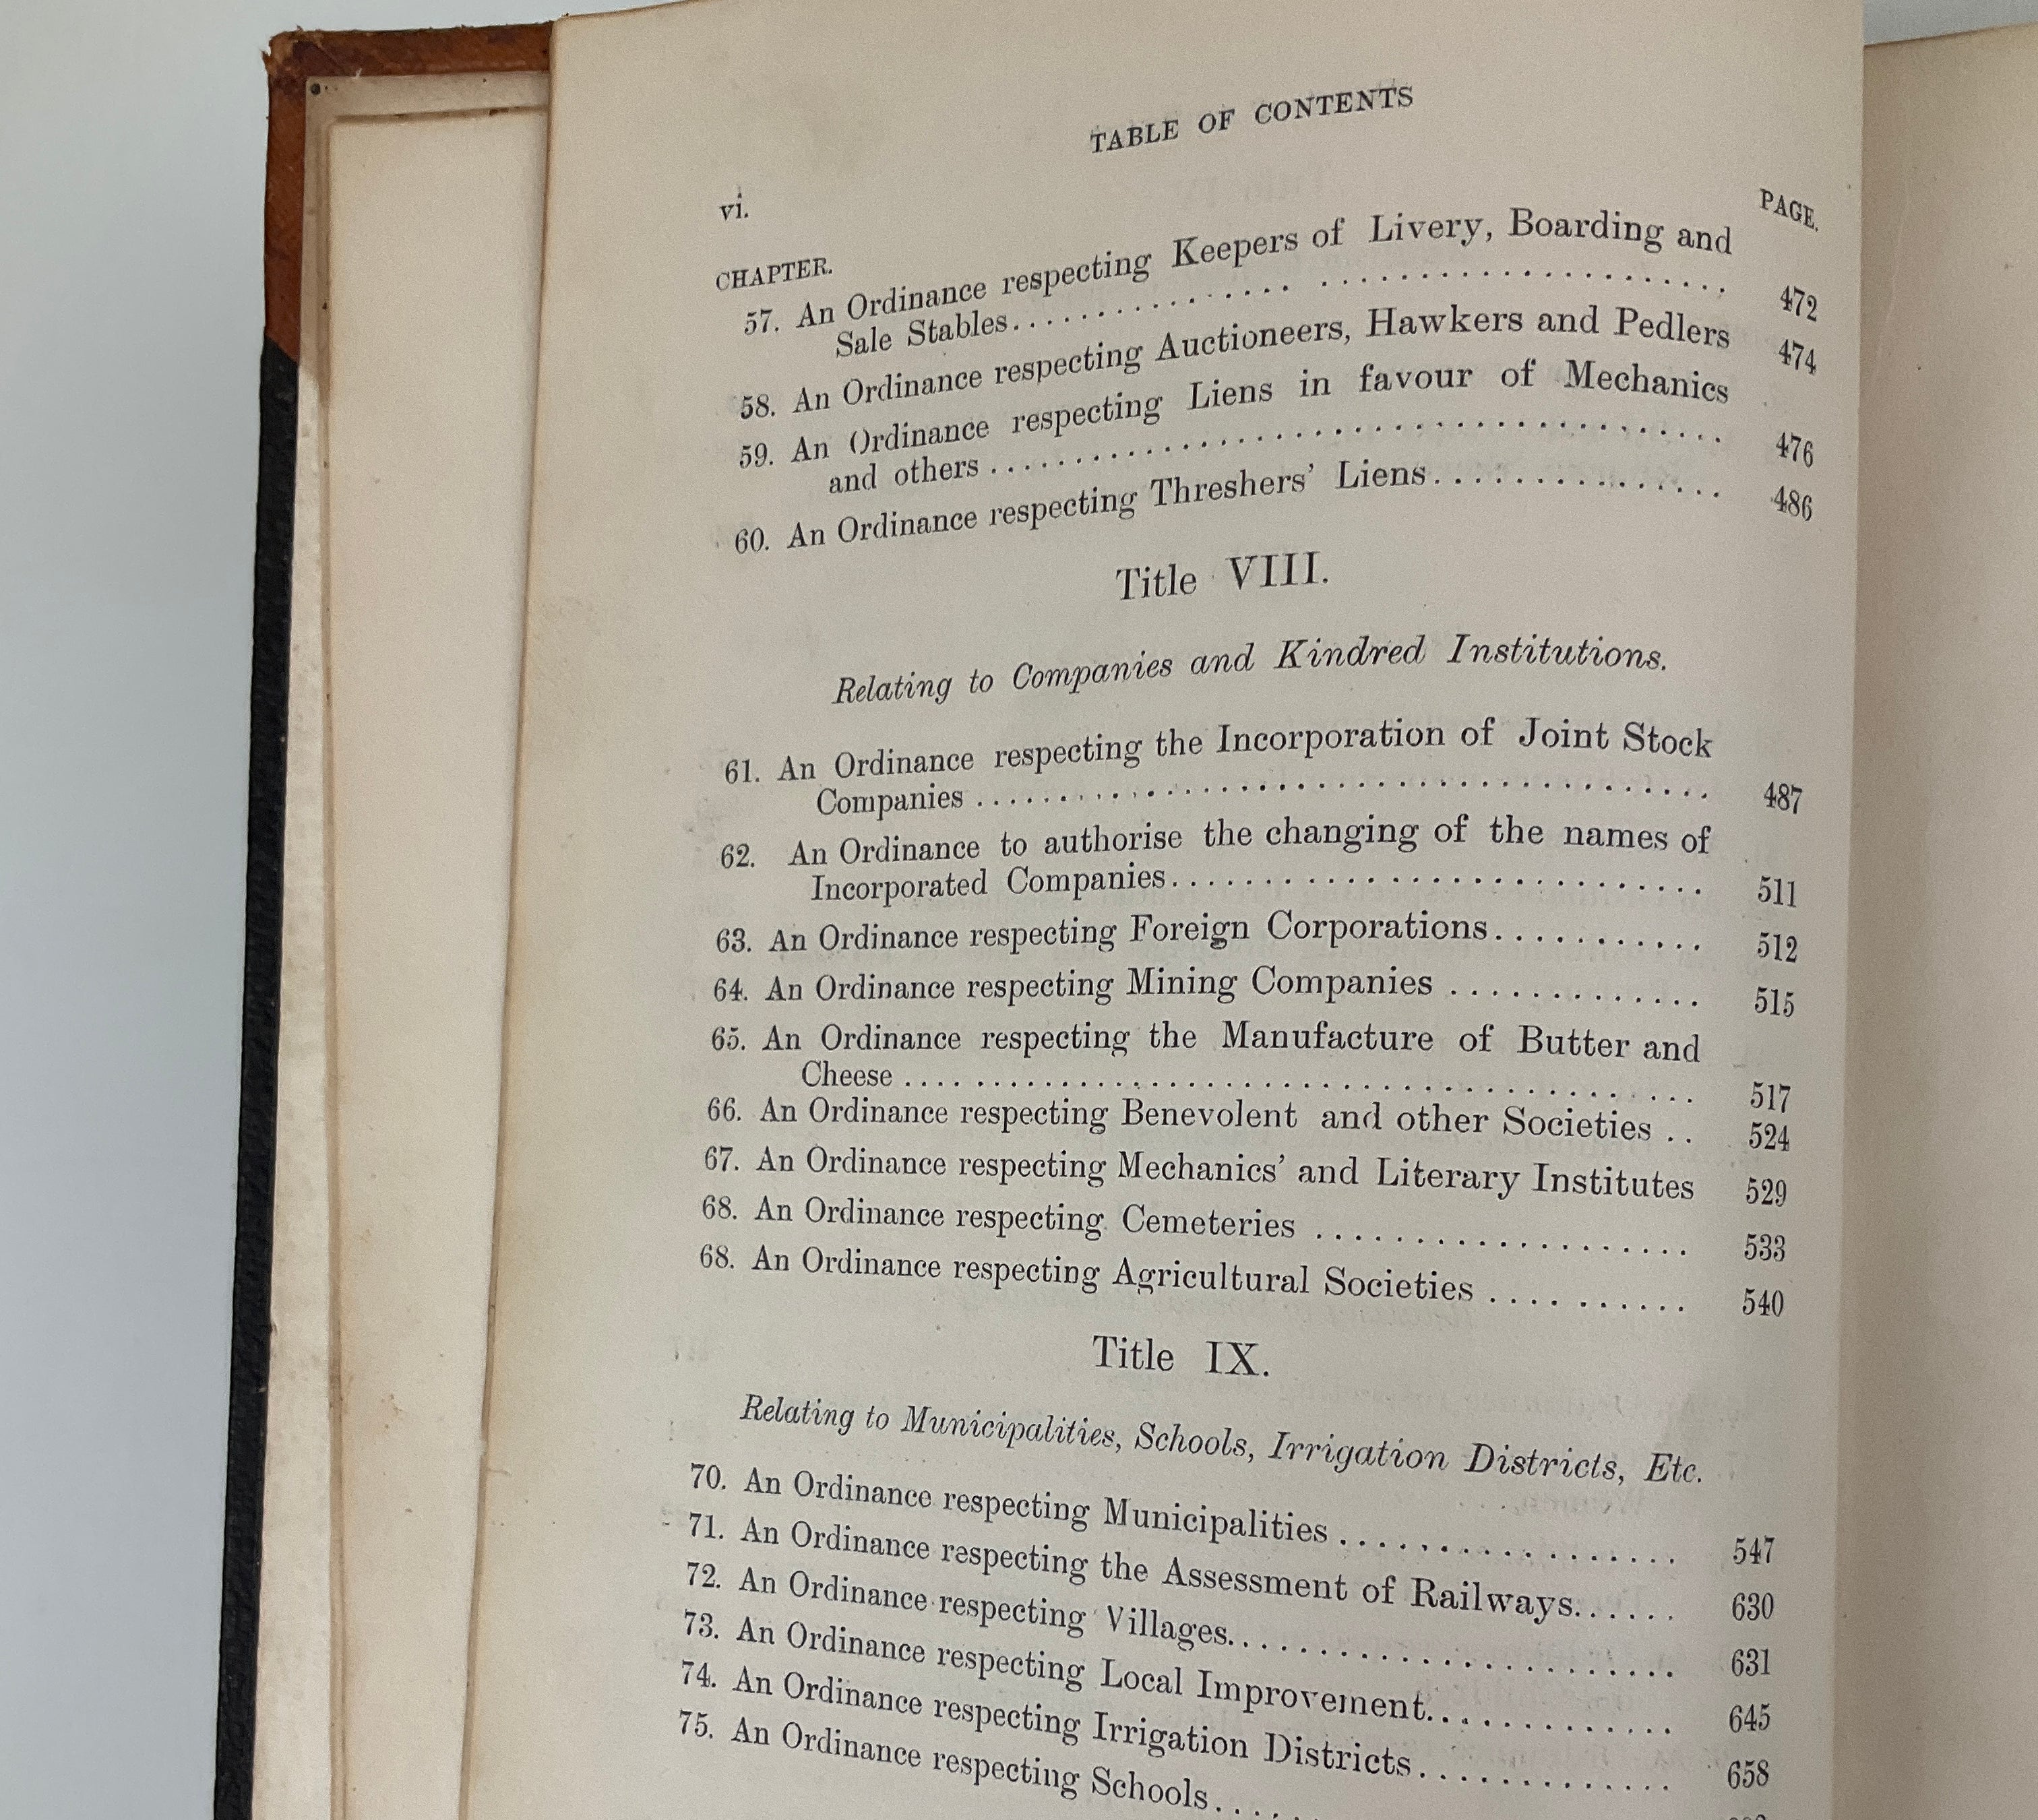 TABLE OF CONTENTS
vi.
PAGE.
CHAPTER.
57. An Ordinance respecting Keepers of Livery, Boarding and
Sale Stables................ .................... 472
58. An Ordinance respecting Auctioneers, Hawkers and Pedlers 474
59. An Ordinance respecting Liens in favour of Mechanics
and others .................................. 476
60. An Ordinance respecting Threshers' Liens.............. 486
Title VIII.
Relating to Companies and Kindred Institutions.
61. An Ordinance respecting the Incorporation of Joint Stock
Companies .................................. 487
62. An Ordinance to authorise the changing of the names of
Incorporated Companies......................... 511
63. An Ordinance respecting Foreign Corporations........... 512
64. An Ordinance respecting Mining Companies ............. 515
65. An Ordinance respecting the Manufacture of Butter and
Cheese ...................................... 517
66. An Ordinance respecting Benevolent and other Societies .. 524
67. An Ordinance respecting Mechanics' and Literary Institutes 529
68. An Ordinance respecting Cemeteries ................... 533
68. An Ordinance respecting Agricultural Societies .......... 540
Title IX.
Relating to Municipalities, Schools, Irrigation Districts, Etc.
70. An Ordinance respecting Municipalities ................. 547
71. An Ordinance respecting the Assessment of Railways...... 630
72. An Ordinance respecting Villages....................... 631
73. An Ordinance respecting Local Improvement............. 645
74. An Ordinance respecting Irrigation Districts ............. 658
75. An Ordinance respecting Schools......